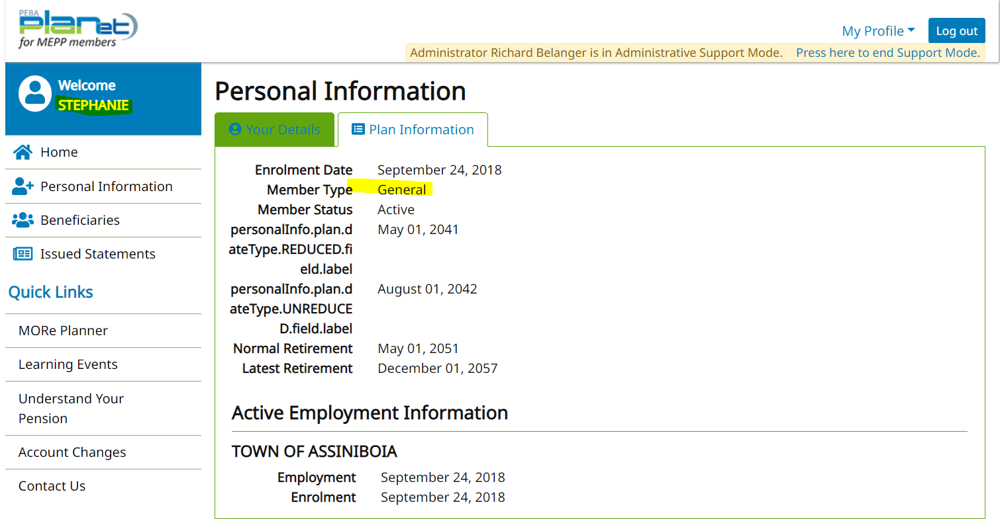 PEBA
planet
for MEPP members
My Profile
Log out
Administrator Richard Belanger is in Administrative Support Mode. Press here to end Support Mode.
Welcome
STEPHANIE
Home
Personal Information
Beneficiaries
Issued Statements
Quick Links
MORe Planner
Learning Events
Understand Your
Pension
Account Changes
Contact Us
Personal Information
Your Details
Plan Information
Enrolment Date September 24, 2018
Member Type General
Member Status Active
personalInfo.plan.d May 01, 2041
ateType.REDUCED.fi
eld.label
personalInfo.plan.d August 01, 2042
ateType.UNREDUCE
D.field.label
Normal Retirement May 01, 2051
Latest Retirement December 01, 2057
Active Employment Information
TOWN OF ASSINIBOIA
Employment September 24, 2018
Enrolment September 24, 2018